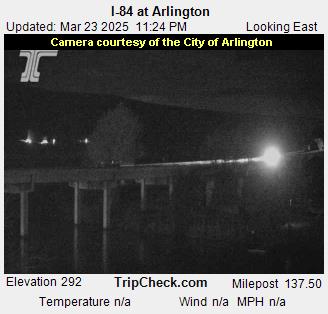 I-84 at Arlington
Updated: Mar 23 2025 11:24 PM Looking East
Camera courtesy of the City of Arlington
Elevation 292 TripCheck.com Milepost 137.50
Temperature n/a Wind n/a MPH n/a